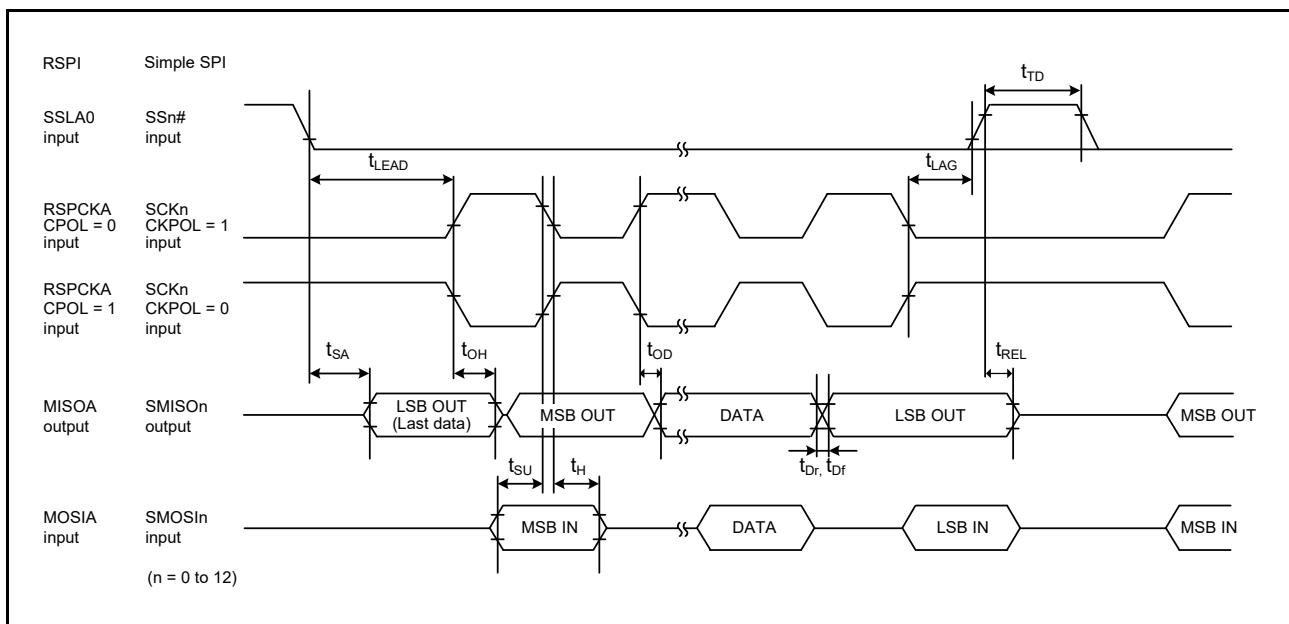 RSPI Simple SPI
tTD
SSLA0 SSn#
input input
tLEAD
tLAG
RSPCKA SCKn
CPOL = 0 CKPOL = 1
input input
RSPCKA SCKn
CPOL = 1 CKPOL = 0
input input
tSA tOH tOD tREL
MISOA SMISOn
output output
LSB OUT
(Last data)
MSB OUT DATA LSB OUT MSB OUT
tSU tH tDr, tDf
MOSIA SMOSIn
input input
MSB IN DATA LSB IN MSB IN
(n = 0 to 12)